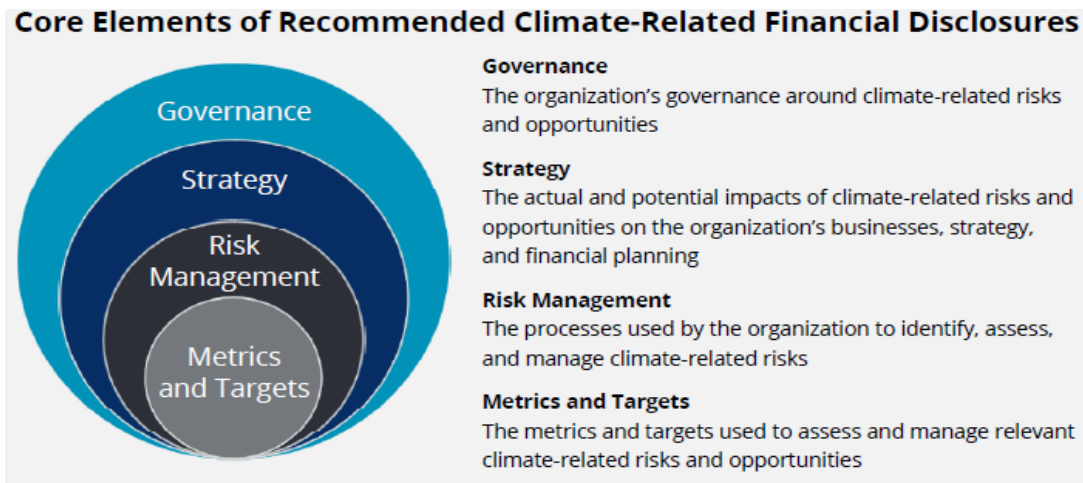 Core Elements of Recommended Climate-Related Financial Disclosures
Governance
Strategy
Risk
Management
Metrics
and Targets
Governance
The organization’s governance around climate-related risks
and opportunities
Strategy
The actual and potential impacts of climate-related risks and
opportunities on the organization’s businesses, strategy,
and financial planning
Risk Management
The processes used by the organization to identify, assess,
and manage climate-related risks
Metrics and Targets
The metrics and targets used to assess and manage relevant
climate-related risks and opportunities